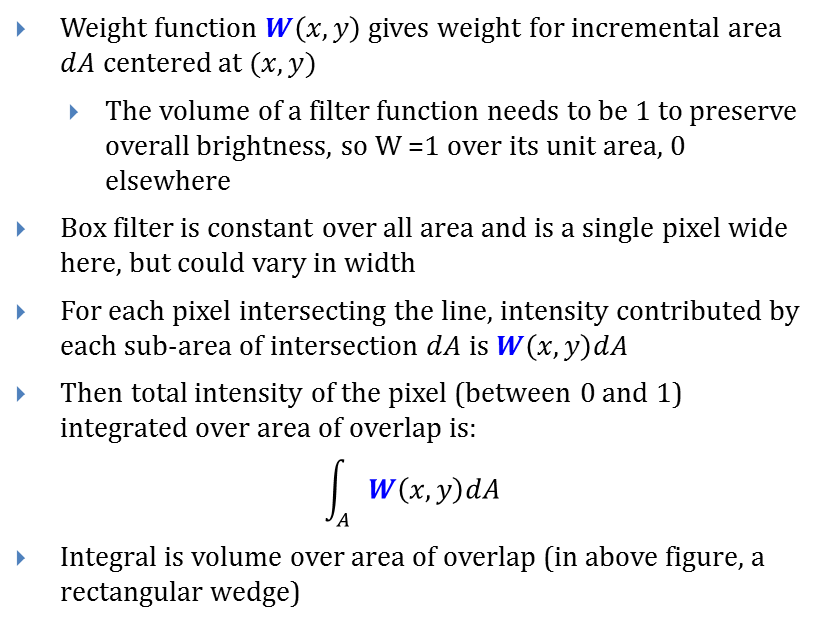 Weight function W(x, y) gives weight for incremental area
dA centered at (x, y)
The volume of a filter function needs to be 1 to preserve
overall brightness, so W =1 over its unit area, 0
elsewhere
Box filter is constant over all area and is a single pixel wide
here, but could vary in width
For each pixel intersecting the line, intensity contributed by
each sub-area of intersection dA is W(x, y)dA
Then total intensity of the pixel (between 0 and 1)
integrated over area of overlap is:
∫_A W(x, y)dA
Integral is volume over area of overlap (in above figure, a
rectangular wedge)